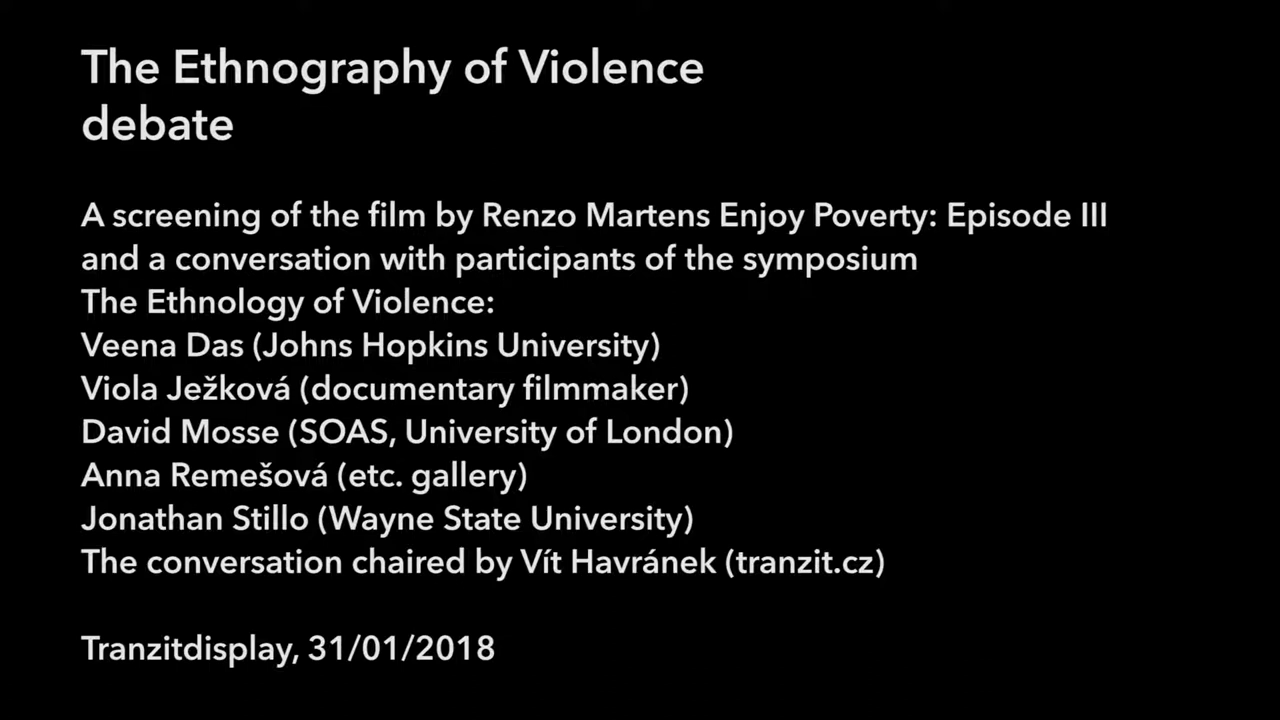 The Ethnography of Violence
debate
A screening of the film by Renzo Martens Enjoy Poverty: Episode III
and a conversation with participants of the symposium
The Ethnology of Violence:
Veena Das (Johns Hopkins University)
Viola Ježková (documentary filmmaker)
David Mosse (SOAS, University of London)
Anna Remešová (etc. gallery)
Jonathan Stillo (Wayne State University)
The conversation chaired by Vít Havránek (tranzit.cz)
Tranzitdisplay, 31/01/2018